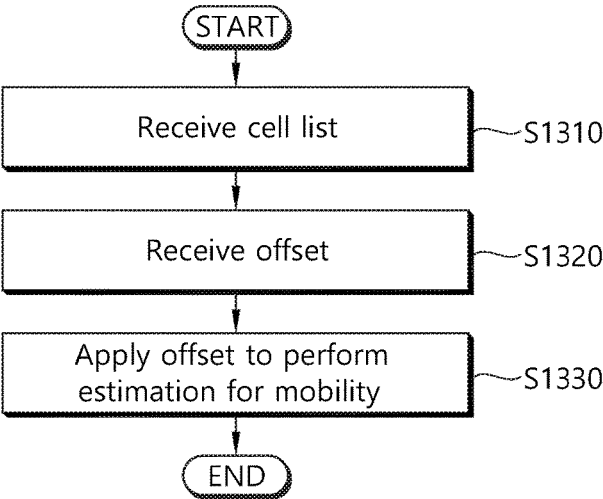 START
Receive cell list
S1310
Receive offset
S1320
Apply offset to perform
estimation for mobility
S1330
END